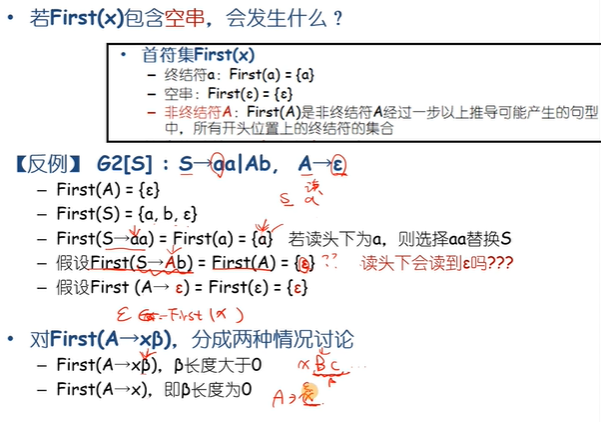 • 若First(x)包含空串，会发生什么？
• 首符集First(x)
– 终结符a：First(a) = {a}
– 空串：First(ε) = {ε}
– 非终结符A：First(A)是非终结符A经过一步以上推导可能产生的句型
中，所有开头位置上的终结符的集合
【反例】 G2[S]：S→aa|Ab, A→ε
– First(A) = {ε}
S 读 a
– First(S) = {a, b, ε}
– First(S→aa) = First(a) = {a} 若读头下为a，则选择aa替换S
– 假设First(S→Ab) = First(A) = {ε} ?? 读头下会读到ε吗???
– 假设First (A→ ε) = First(ε) = {ε}
ε ∈ First(x)
• 对First(A→xβ)，分成两种情况讨论
– First(A→xβ)，β长度大于0 x B c ...
– First(A→x)，即β长度为0 A→